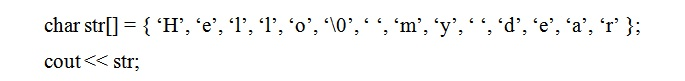 char str[] = { ‘H’, ‘e’, ‘l’, ‘l’, ‘o’, ‘\0’, ‘ ‘, ‘m’, ‘y’, ‘ ‘, ‘d’, ‘e’, ‘a’, ‘r’ };
cout << str;